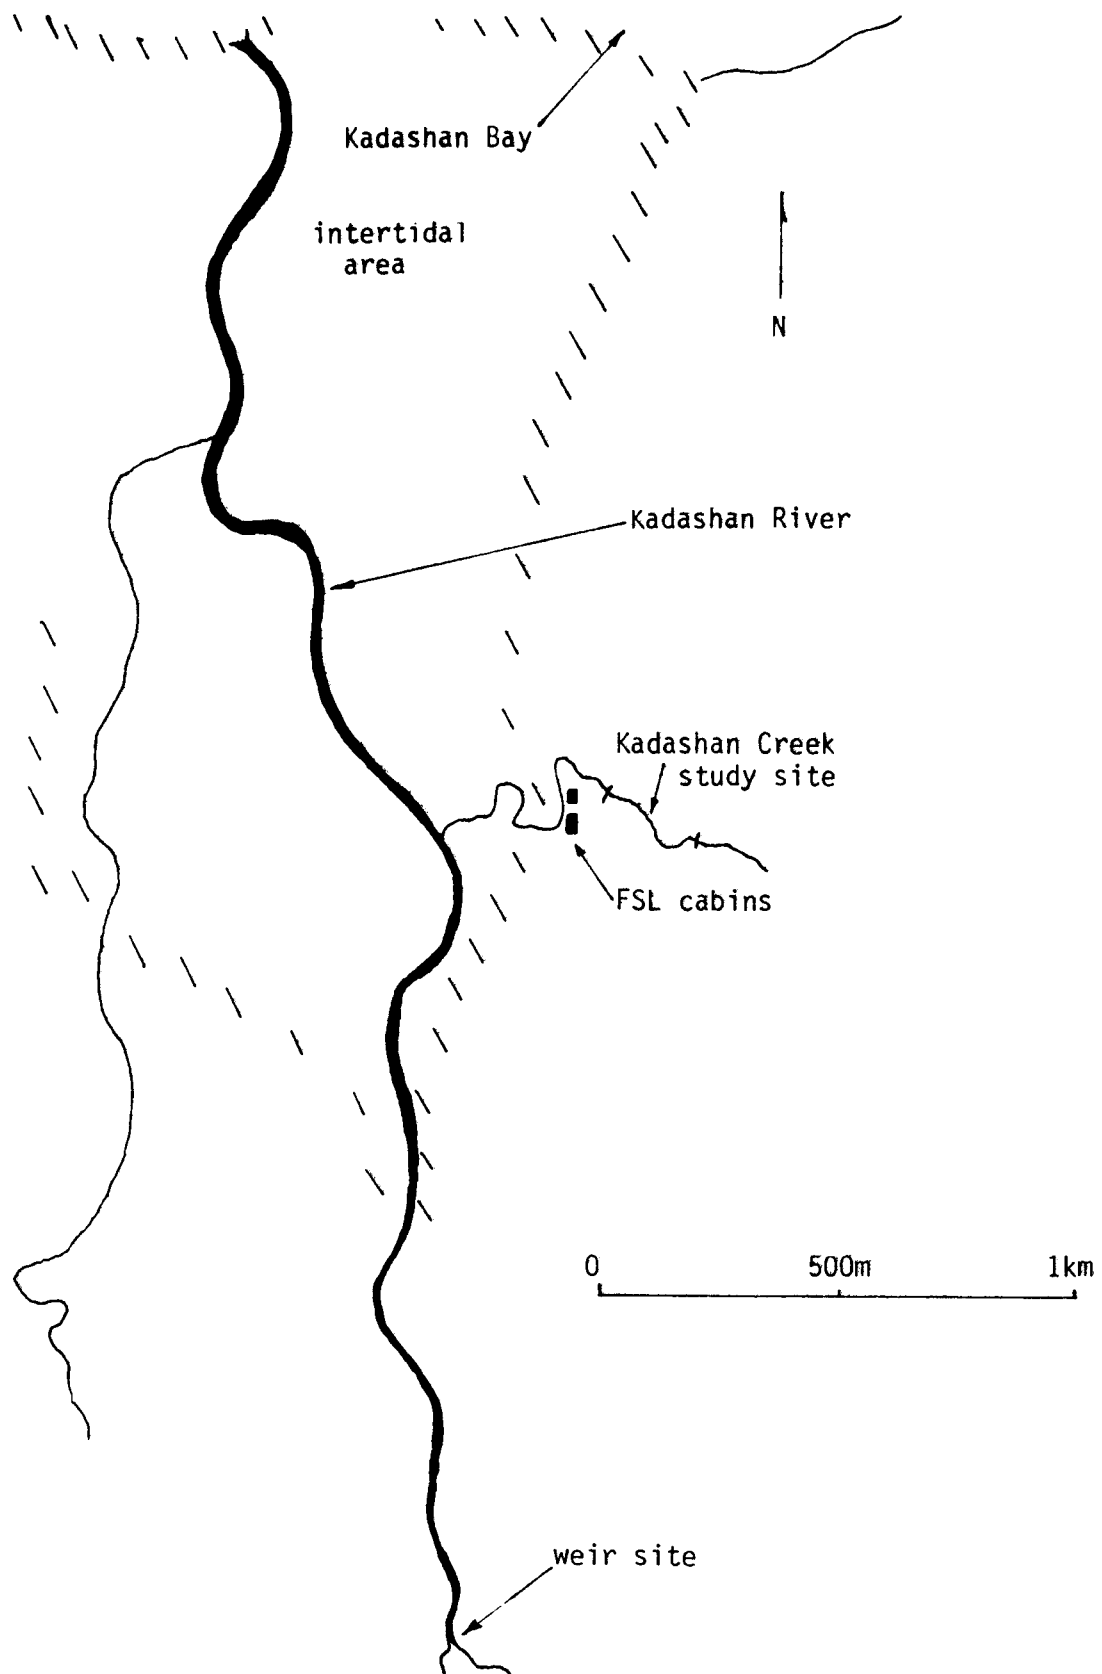 Kadashan Bay
intertidal
area
N
Kadashan River
Kadashan Creek
study site
FSL cabins
0 500m 1km
weir site